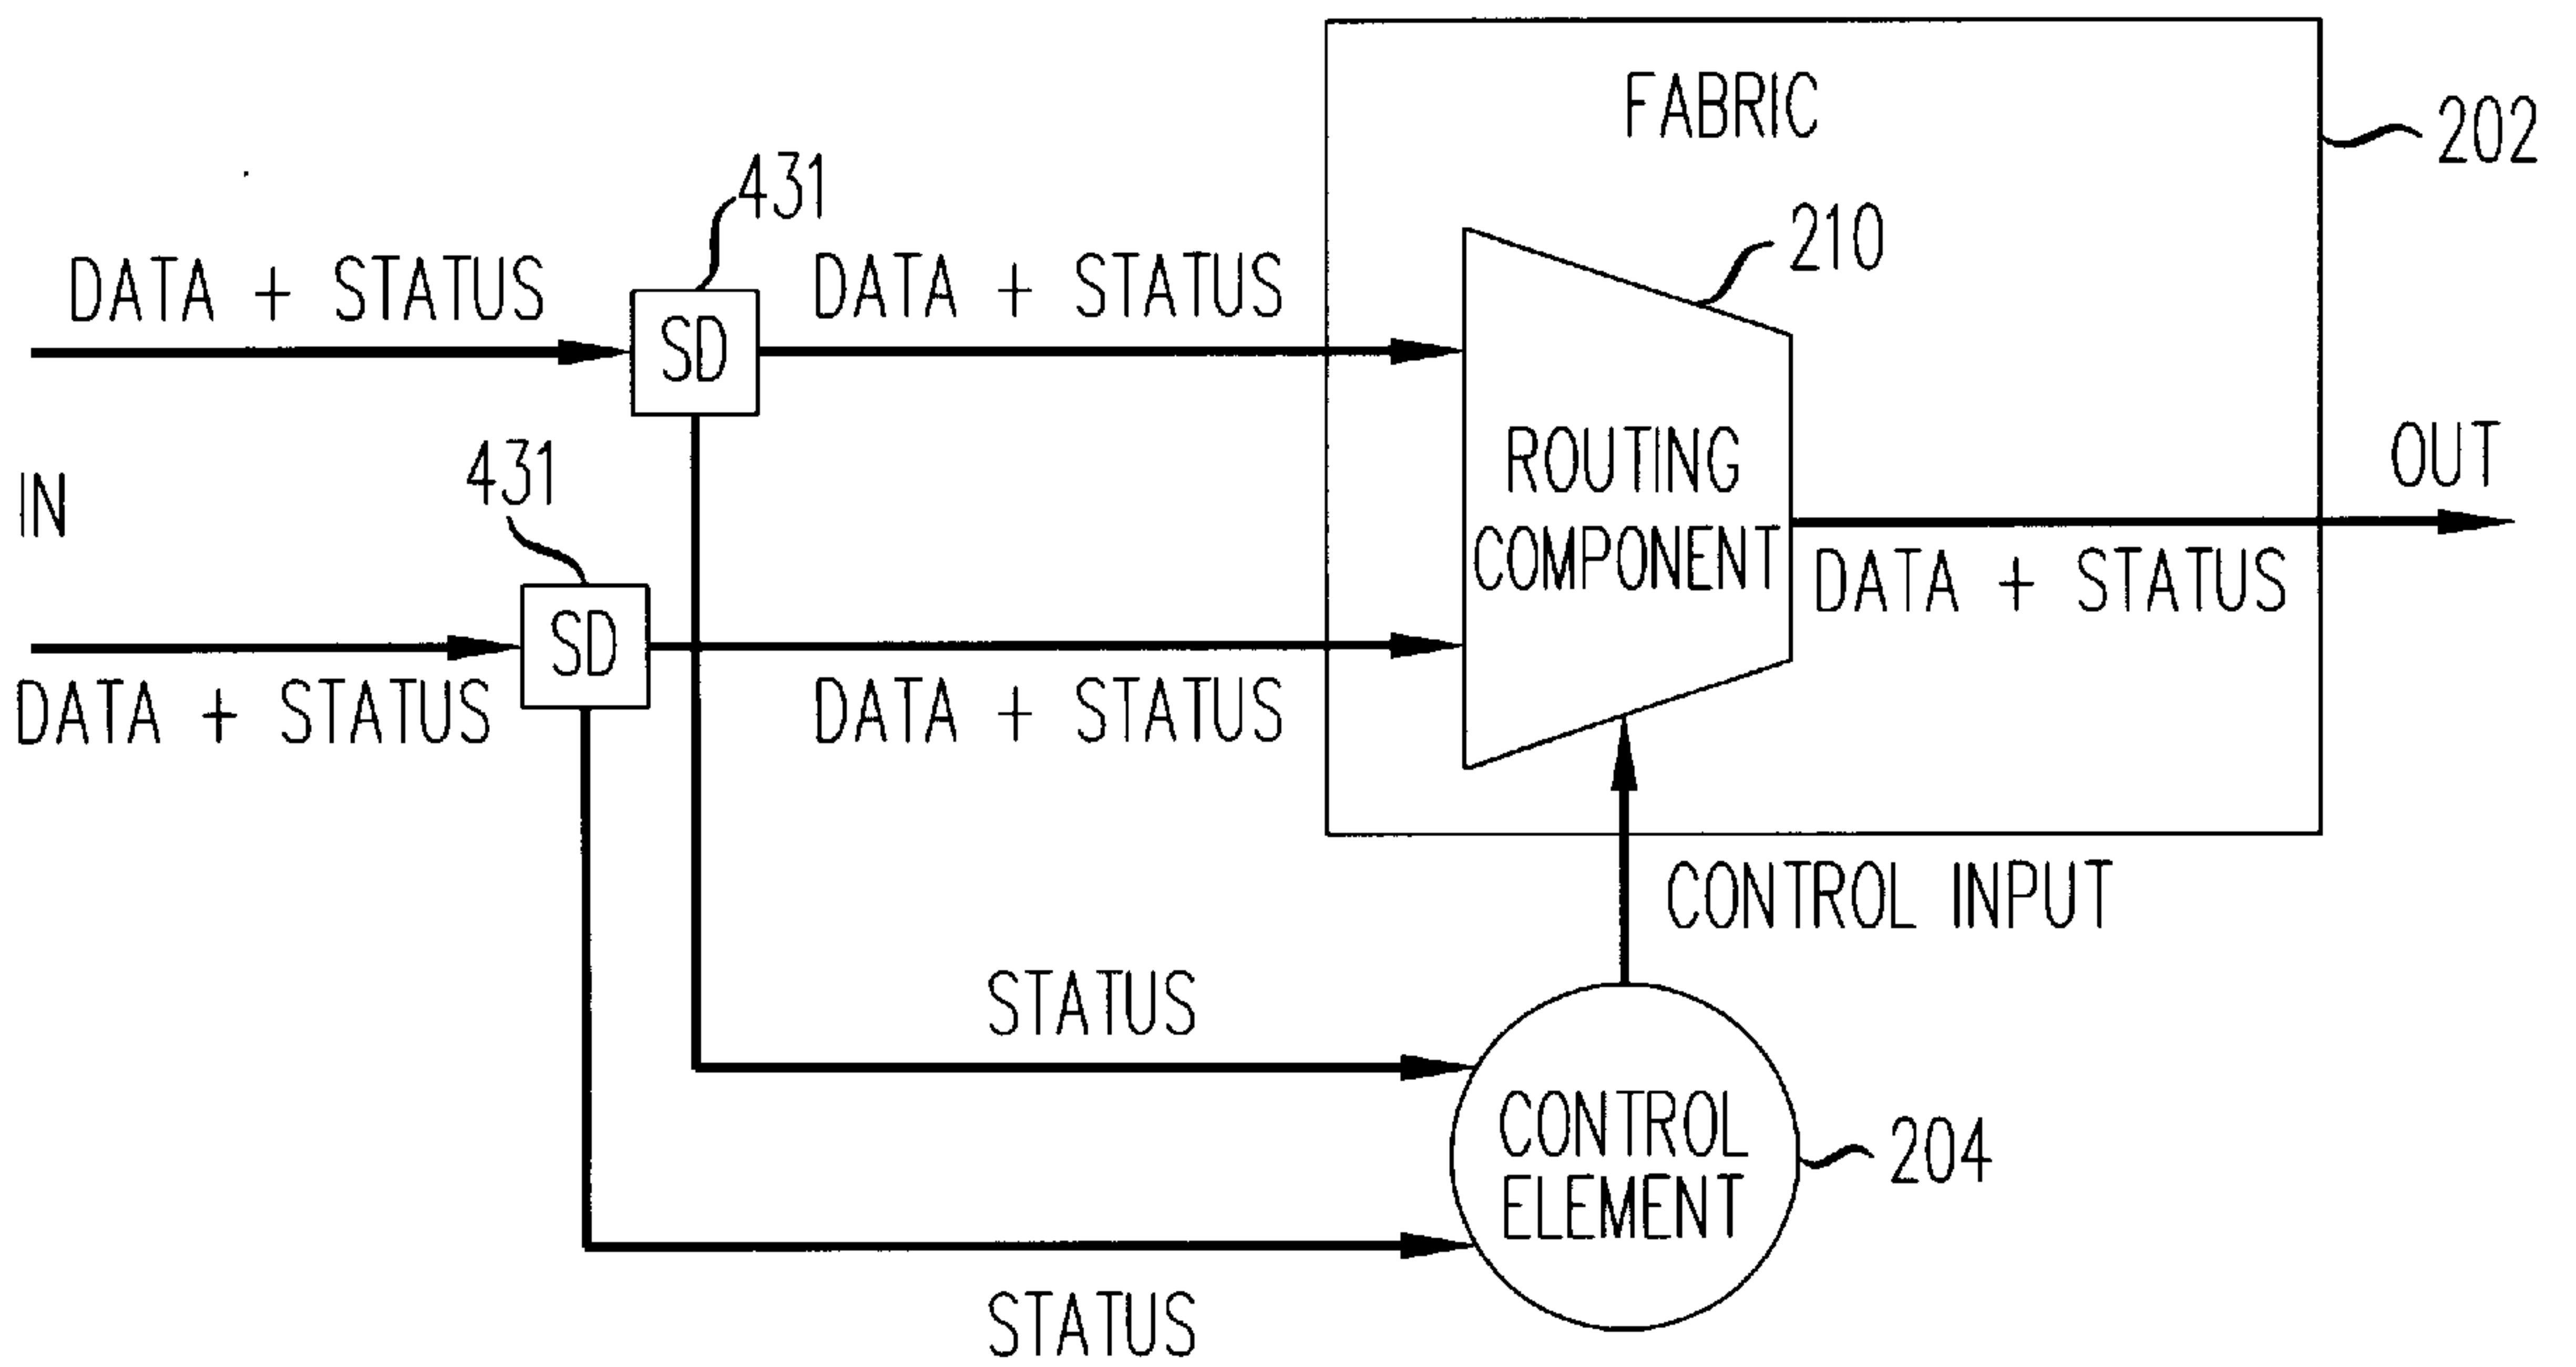 FABRIC
202
431
210
DATA + STATUS
SD
DATA + STATUS
IN
431
ROUTING
COMPONENT
OUT
DATA + STATUS
SD
DATA + STATUS
DATA + STATUS
CONTROL INPUT
STATUS
CONTROL
ELEMENT
204
STATUS